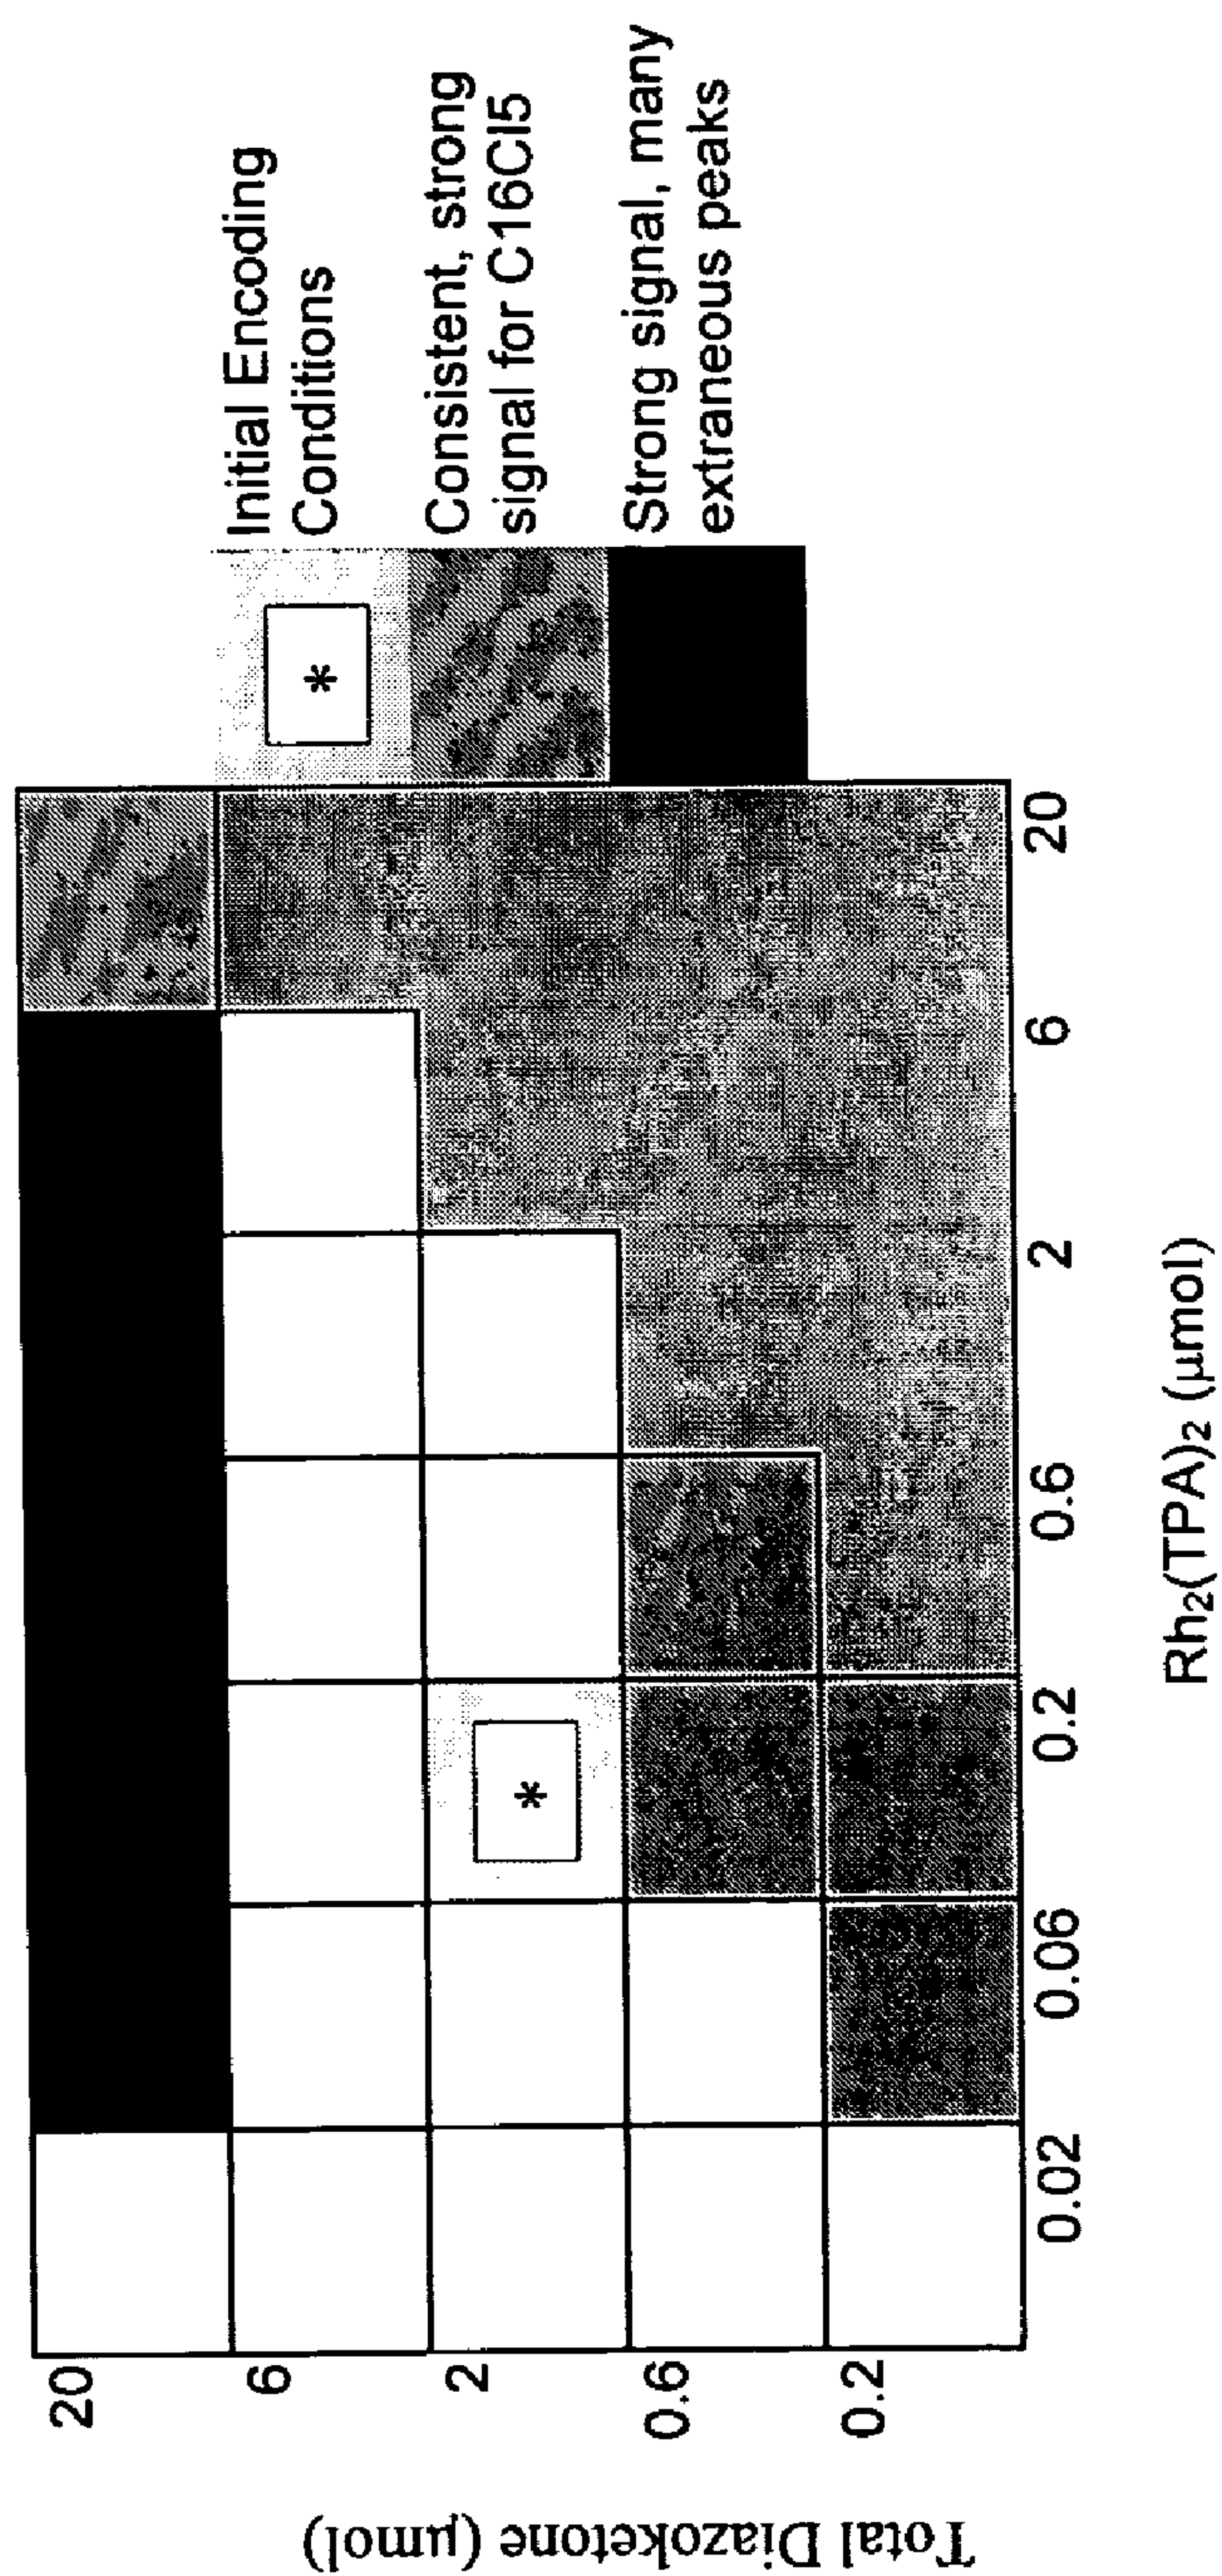 Total Diazoketone (µmol)
20
6
2
0.6
0.2
*
0.02
0.06
0.2
0.6
2
6
20
Rh₂(TPA)₂ (µmol)
*
Initial Encoding
Conditions
Consistent, strong
signal for C16Cl5
Strong signal, many
extraneous peaks